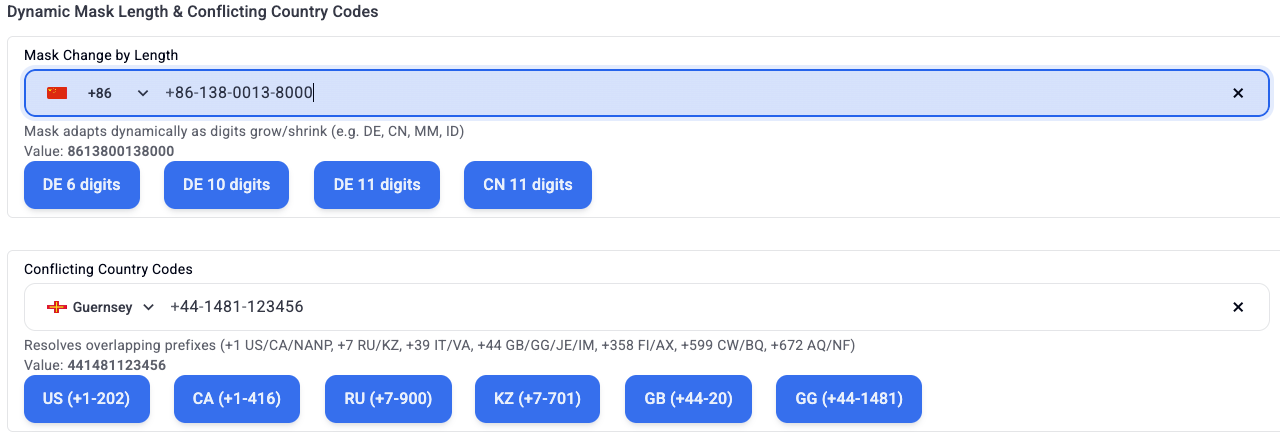 Dynamic Mask Length & Conflicting Country Codes
Mask Change by Length
+86 +86-138-0013-8000
Mask adapts dynamically as digits grow/shrink (e.g. DE, CN, MM, ID)
Value: 8613800138000
DE 6 digits DE 10 digits DE 11 digits CN 11 digits
Conflicting Country Codes
Guernsey +44-1481-123456
Resolves overlapping prefixes (+1 US/CA/NANP, +7 RU/KZ, +39 IT/VA, +44 GB/GG/JE/IM, +358 FI/AX, +599 CW/BQ, +672 AQ/NF)
Value: 441481123456
US (+1-202) CA (+1-416) RU (+7-900) KZ (+7-701) GB (+44-20) GG (+44-1481)